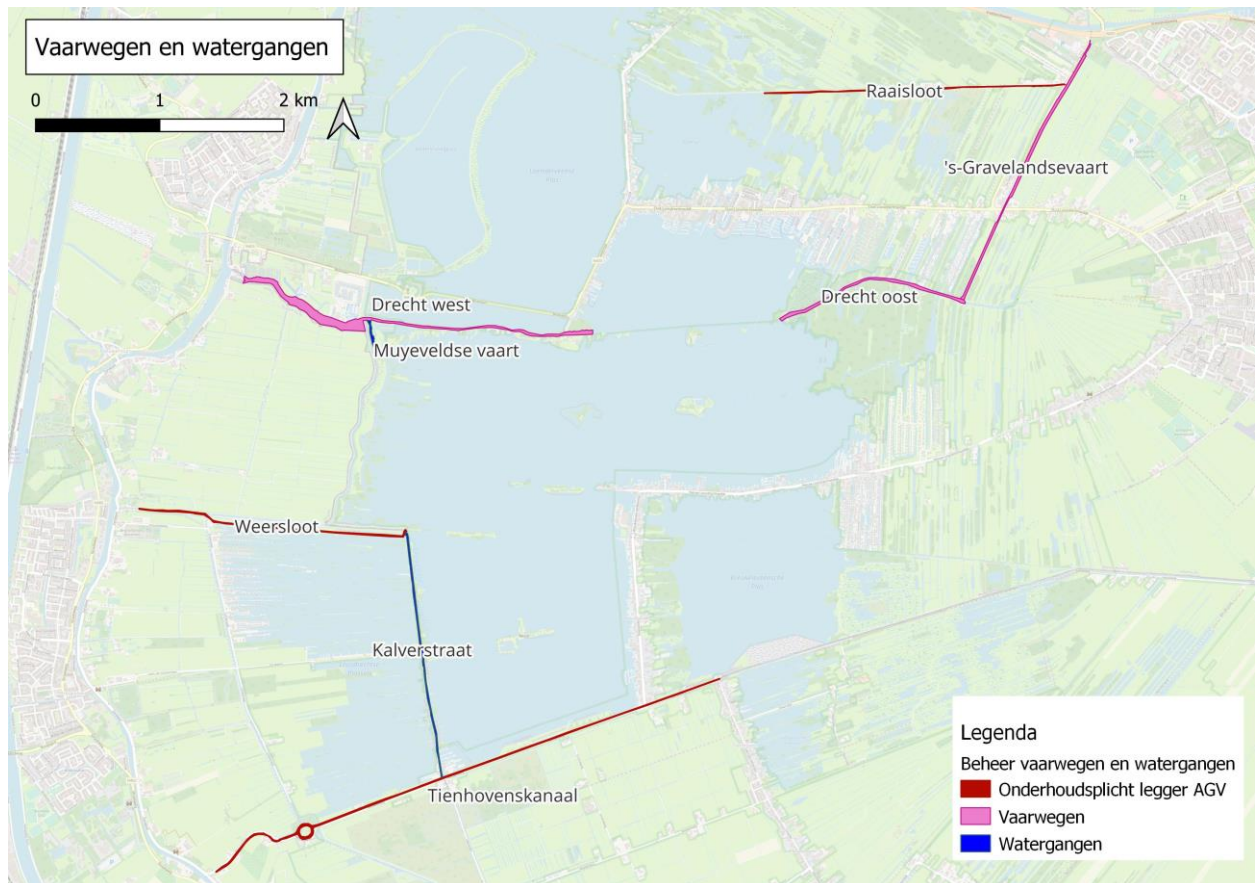 Vaarwegen en watergangen
0 1 2 km
Raaisloot
's-Gravelandsevaart
Drecht west
Drecht oost
Muyeveldse vaart
Weersloot
Kalverstraat
Tienhovenskanaal
Legenda
Beheer vaarwegen en watergangen
Onderhoudsplicht legger AGV
Vaarwegen
Watergangen